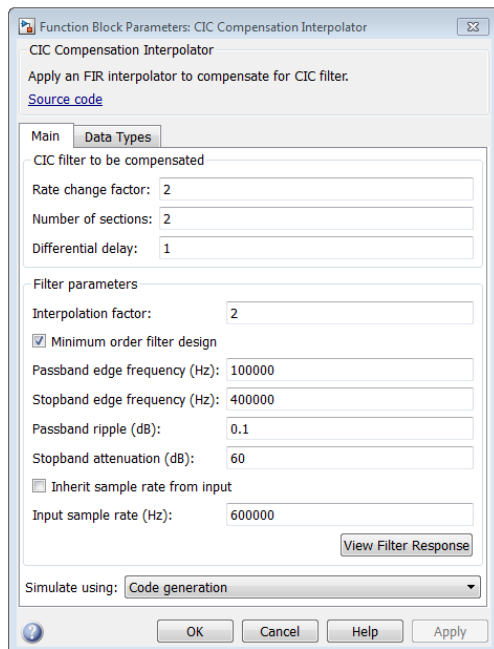 Function Block Parameters: CIC Compensation Interpolator
CIC Compensation Interpolator
Apply an FIR interpolator to compensate for CIC filter.
Source code
Main Data Types
CIC filter to be compensated
Rate change factor: 2
Number of sections: 2
Differential delay: 1
Filter parameters
Interpolation factor: 2
Minimum order filter design
Passband edge frequency (Hz): 100000
Stopband edge frequency (Hz): 400000
Passband ripple (dB): 0.1
Stopband attenuation (dB): 60
Inherit sample rate from input
Input sample rate (Hz): 600000
View Filter Response
Simulate using: Code generation
? OK Cancel Help Apply